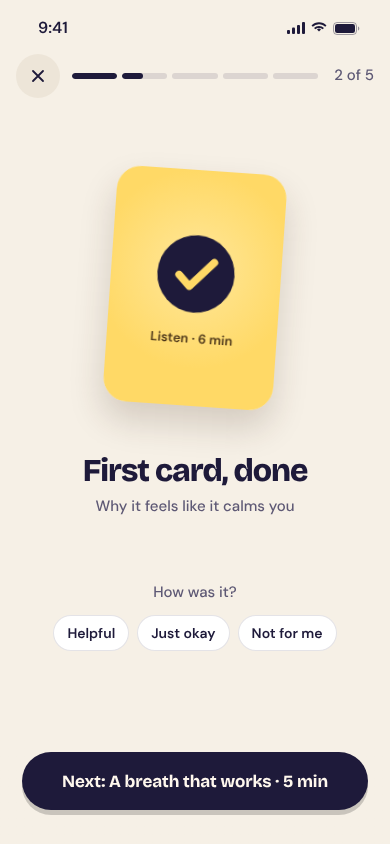 9:41
2 of 5
Listen · 6 min
First card, done
Why it feels like it calms you
How was it?
Helpful
Just okay
Not for me
Next: A breath that works · 5 min